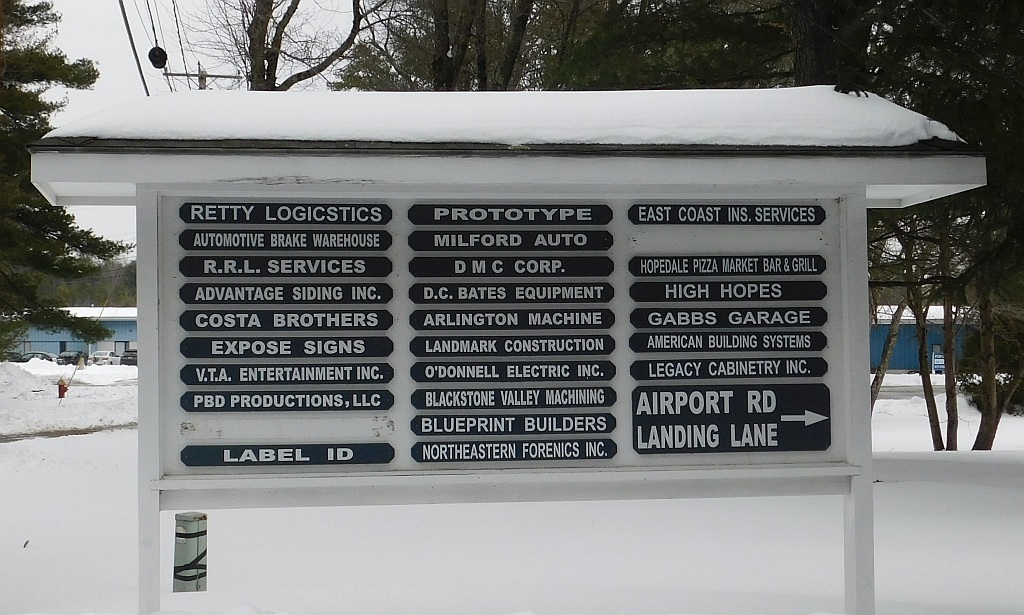 RETTY LOGICSTICS
AUTOMOTIVE BRAKE WAREHOUSE
R.R.L. SERVICES
ADVANTAGE SIDING INC.
COSTA BROTHERS
EXPOSE SIGNS
V.T.A. ENTERTAINMENT INC.
PBD PRODUCTIONS, LLC
LABEL ID
PROTOTYPE
MILFORD AUTO
D M C CORP.
D.C. BATES EQUIPMENT
ARLINGTON MACHINE
LANDMARK CONSTRUCTION
O'DONNELL ELECTRIC INC.
BLACKSTONE VALLEY MACHINING
BLUEPRINT BUILDERS
NORTHEASTERN FORENICS INC.
EAST COAST INS. SERVICES
HOPEDALE PIZZA MARKET BAR & GRILL
HIGH HOPES
GABBS GARAGE
AMERICAN BUILDING SYSTEMS
LEGACY CABINETRY INC.
AIRPORT RD
LANDING LANE